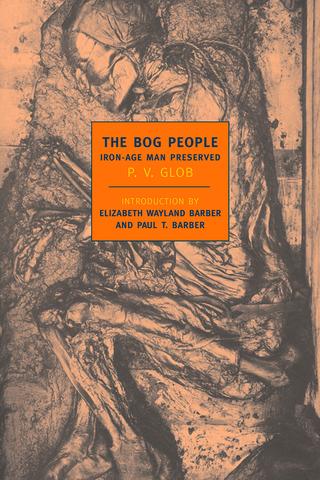 THE BOG PEOPLE
IRON-AGE MAN PRESERVED
P. V. GLOB
INTRODUCTION BY
ELIZABETH WAYLAND BARBER
AND PAUL T. BARBER